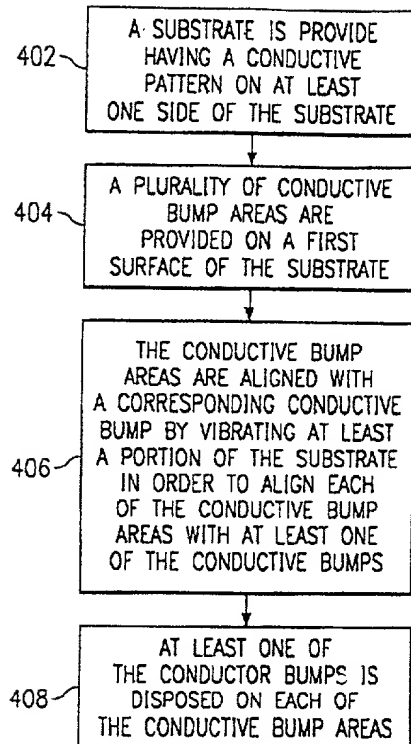 402
A SUBSTRATE IS PROVIDE
HAVING A CONDUCTIVE
PATTERN ON AT LEAST
ONE SIDE OF THE SUBSTRATE
404
A PLURALITY OF CONDUCTIVE
BUMP AREAS ARE
PROVIDED ON A FIRST
SURFACE OF THE SUBSTRATE
406
THE CONDUCTIVE BUMP
AREAS ARE ALIGNED WITH
A CORRESPONDING CONDUCTIVE
BUMP BY VIBRATING AT LEAST
A PORTION OF THE SUBSTRATE
IN ORDER TO ALIGN EACH
OF THE CONDUCTIVE BUMP
AREAS WITH AT LEAST ONE
OF THE CONDUCTIVE BUMPS
408
AT LEAST ONE OF
THE CONDUCTOR BUMPS IS
DISPOSED ON EACH OF
THE CONDUCTIVE BUMP AREAS